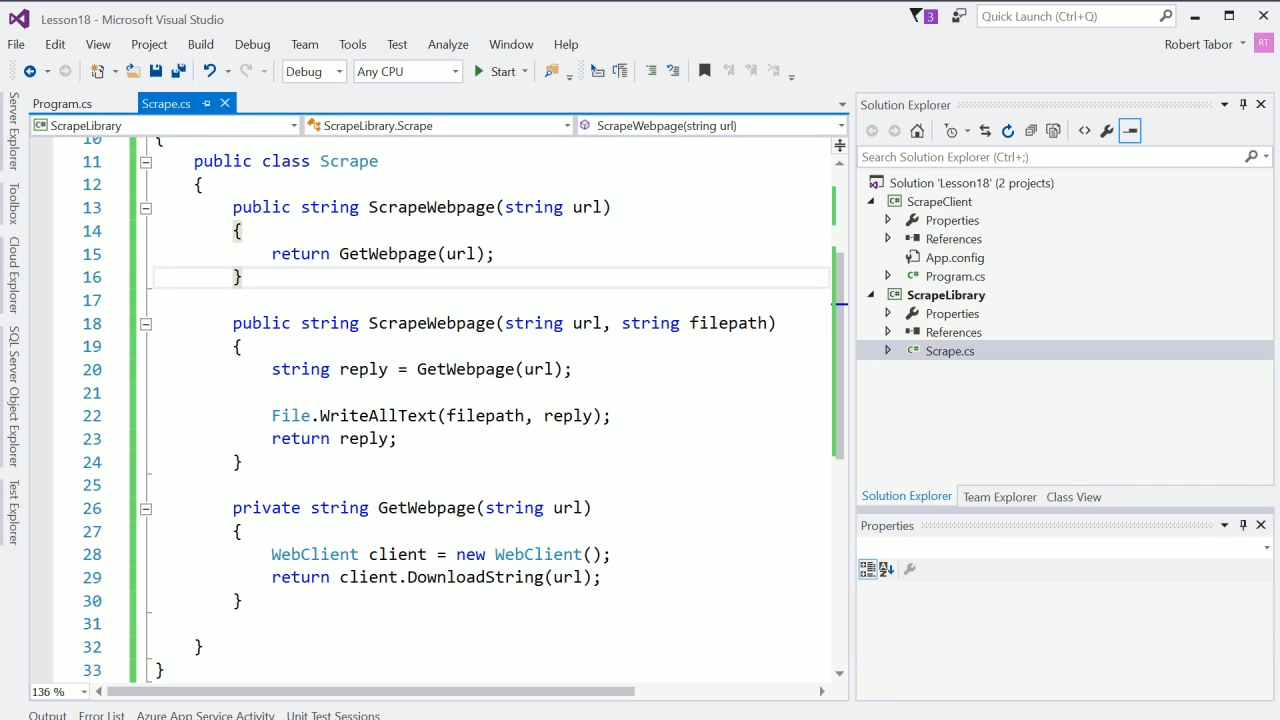 Lesson18 - Microsoft Visual Studio
3
Quick Launch (Ctrl+Q)
File Edit View Project Build Debug Team Tools Test Analyze Window Help
Robert Tabor RT
Debug Any CPU Start
Server Explorer
Toolbox
Cloud Explorer
SQL Server Object Explorer
Test Explorer
Program.cs Scrape.cs
ScrapeLibrary ScrapeLibrary.Scrape ScrapeWebpage(string url)
10 {
11 public class Scrape
12 {
13 public string ScrapeWebpage(string url)
14 {
15 return GetWebpage(url);
16 }
17
18 public string ScrapeWebpage(string url, string filepath)
19 {
20 string reply = GetWebpage(url);
21
22 File.WriteAllText(filepath, reply);
23 return reply;
24 }
25
26 private string GetWebpage(string url)
27 {
28 WebClient client = new WebClient();
29 return client.DownloadString(url);
30 }
31
32 }
33 }
136 %
Solution Explorer
Search Solution Explorer (Ctrl+;)
Solution 'Lesson18' (2 projects)
C# ScrapeClient
Properties
References
App.config
C# Program.cs
C# ScrapeLibrary
Properties
References
C# Scrape.cs
Solution Explorer Team Explorer Class View
Properties
Output Error List Azure App Service Activity Unit Test Sessions